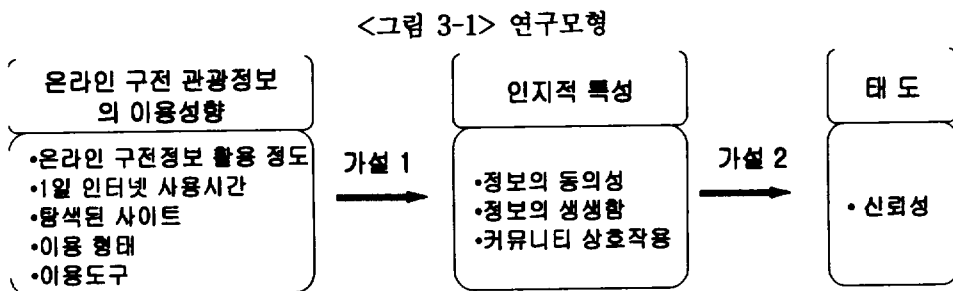 <그림 3-1> 연구모형
온라인 구전 관광정보
의 이용성향
•온라인 구전정보 활용 정도
•1일 인터넷 사용시간
•탐색된 사이트
•이용 형태
•이용도구
가설 1
인지적 특성
•정보의 동의성
•정보의 생생함
•커뮤니티 상호작용
가설 2
태 도
• 신뢰성